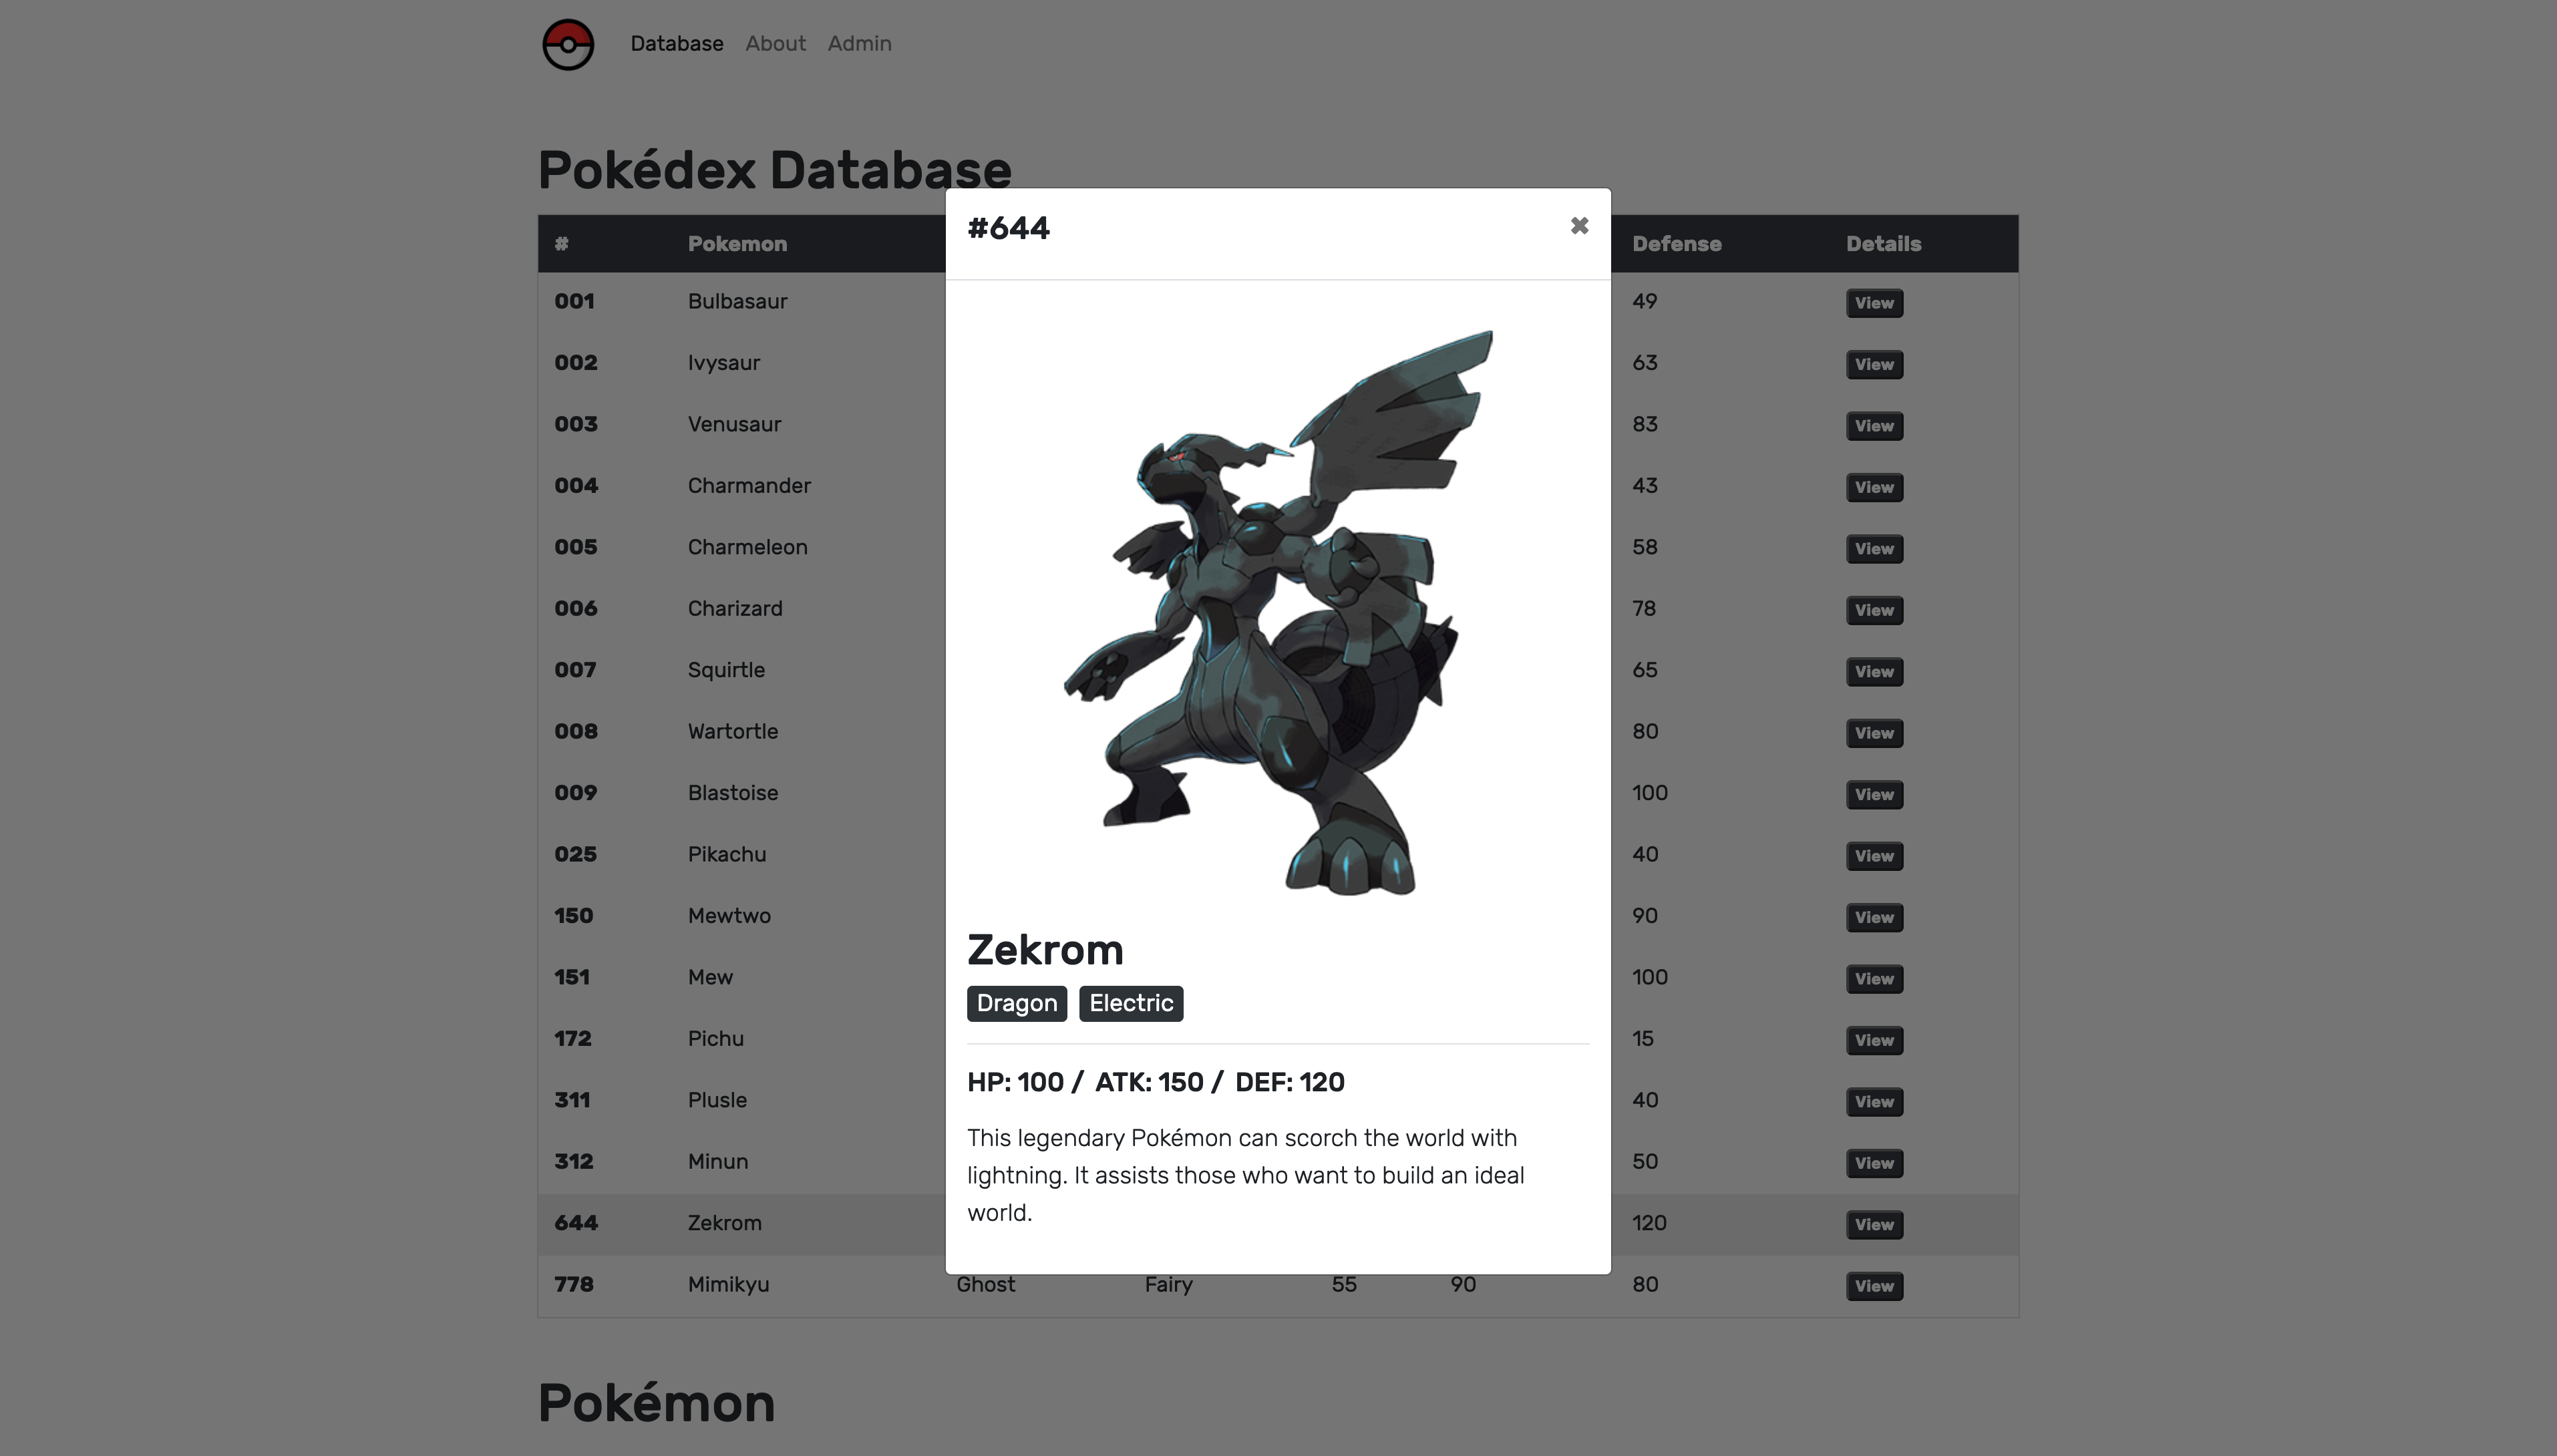 Database About Admin
Pokédex Database
#644 ✖
# Pokemon Defense Details
001 Bulbasaur 49 View
002 Ivysaur 63 View
003 Venusaur 83 View
004 Charmander 43 View
005 Charmeleon 58 View
006 Charizard 78 View
007 Squirtle 65 View
008 Wartortle 80 View
009 Blastoise 100 View
025 Pikachu 40 View
150 Mewtwo 90 View
Zekrom
151 Mew 100 View
Dragon Electric
172 Pichu 15 View
HP: 100 / ATK: 150 / DEF: 120
311 Plusle 40 View
This legendary Pokémon can scorch the world with
lightning. It assists those who want to build an ideal
world.
312 Minun 50 View
644 Zekrom 120 View
778 Mimikyu Ghost Fairy 55 90 80 View
Pokémon